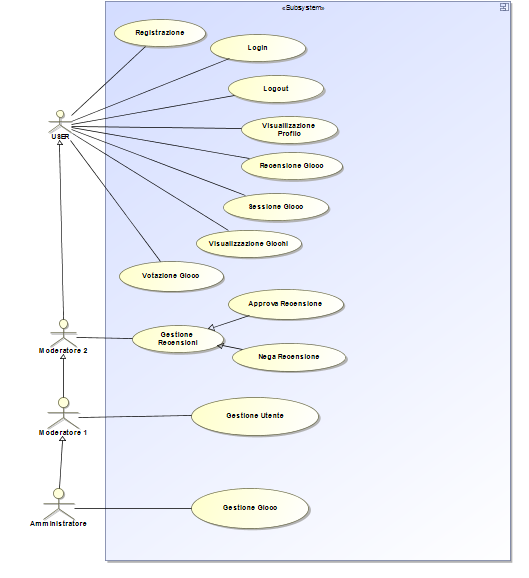 «Subsystem»
Registrazione
Login
Logout
Visualizzazione
Profilo
USER
Recensione Gioco
Sessione Gioco
Visualizzazione Giochi
Votazione Gioco
Approva Recensione
Gestione
Recensioni
Moderatore 2
Nega Recensione
Gestione Utente
Moderatore 1
Gestione Gioco
Amministratore